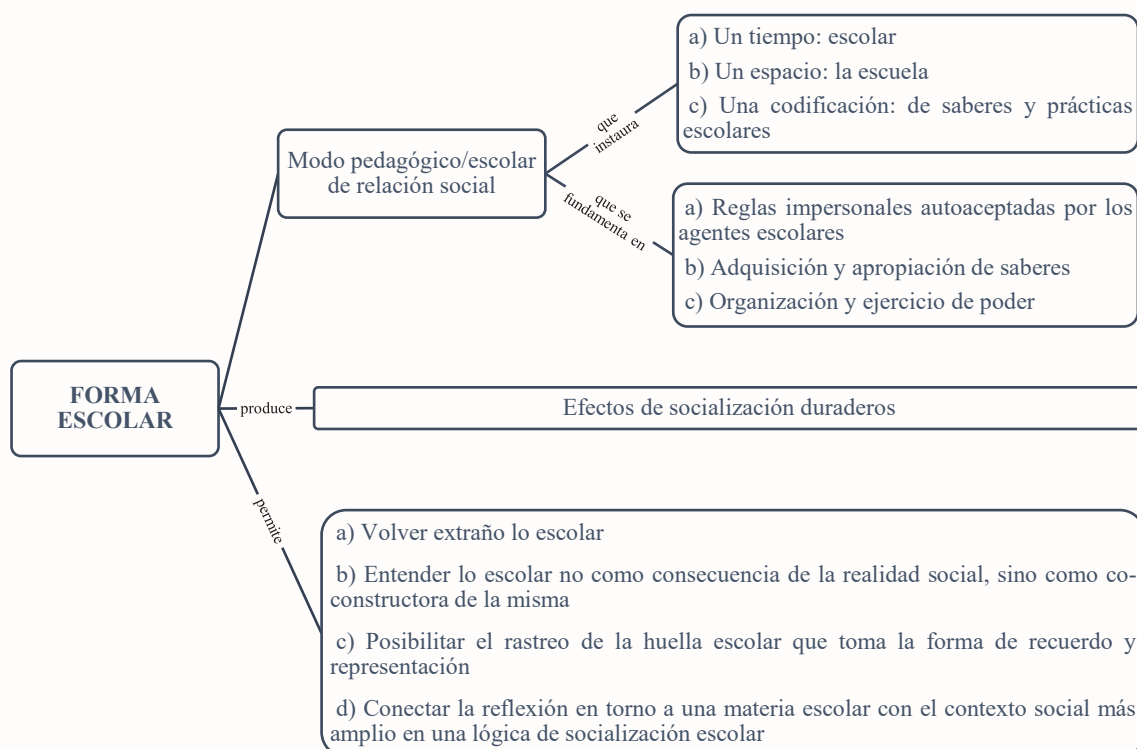 a) Un tiempo: escolar
b) Un espacio: la escuela
c) Una codificación: de saberes y prácticas
escolares
que
instaura
Modo pedagógico/escolar
de relación social
que se
fundamenta en
a) Reglas impersonales autoaceptadas por los
agentes escolares
b) Adquisición y apropiación de saberes
c) Organización y ejercicio de poder
FORMA
ESCOLAR
produce
Efectos de socialización duraderos
permite
a) Volver extraño lo escolar
b) Entender lo escolar no como consecuencia de la realidad social, sino como co-
constructora de la misma
c) Posibilitar el rastreo de la huella escolar que toma la forma de recuerdo y
representación
d) Conectar la reflexión en torno a una materia escolar con el contexto social más
amplio en una lógica de socialización escolar